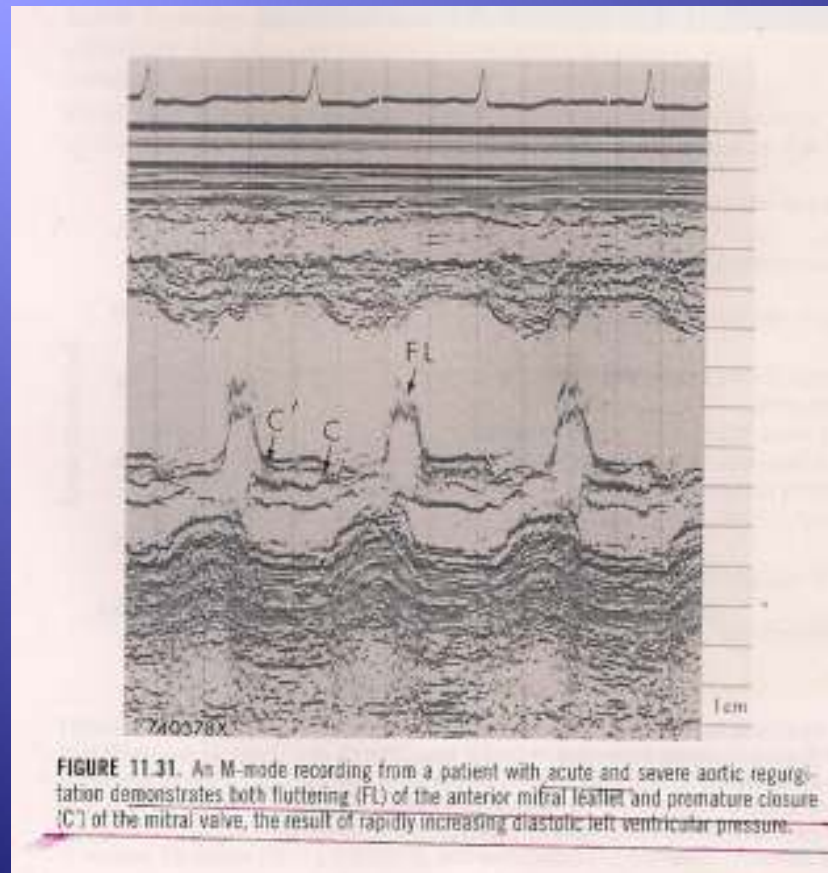 FL
C'
C
1cm
740578X
FIGURE 11.31. An M-mode recording from a patient with acute and severe aortic regurgi-
tation demonstrates both fluttering (FL) of the anterior mitral leaflet and premature closure
(C') of the mitral valve, the result of rapidly increasing diastolic left ventricular pressure.